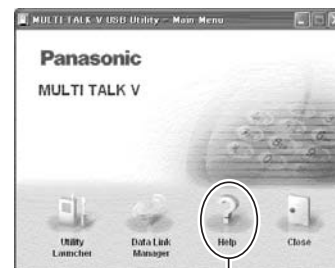 MULTI TALK V USB Utility - Main Menu
Panasonic
MULTI TALK V
Utility
Launcher
Data Link
Manager
Help
Close